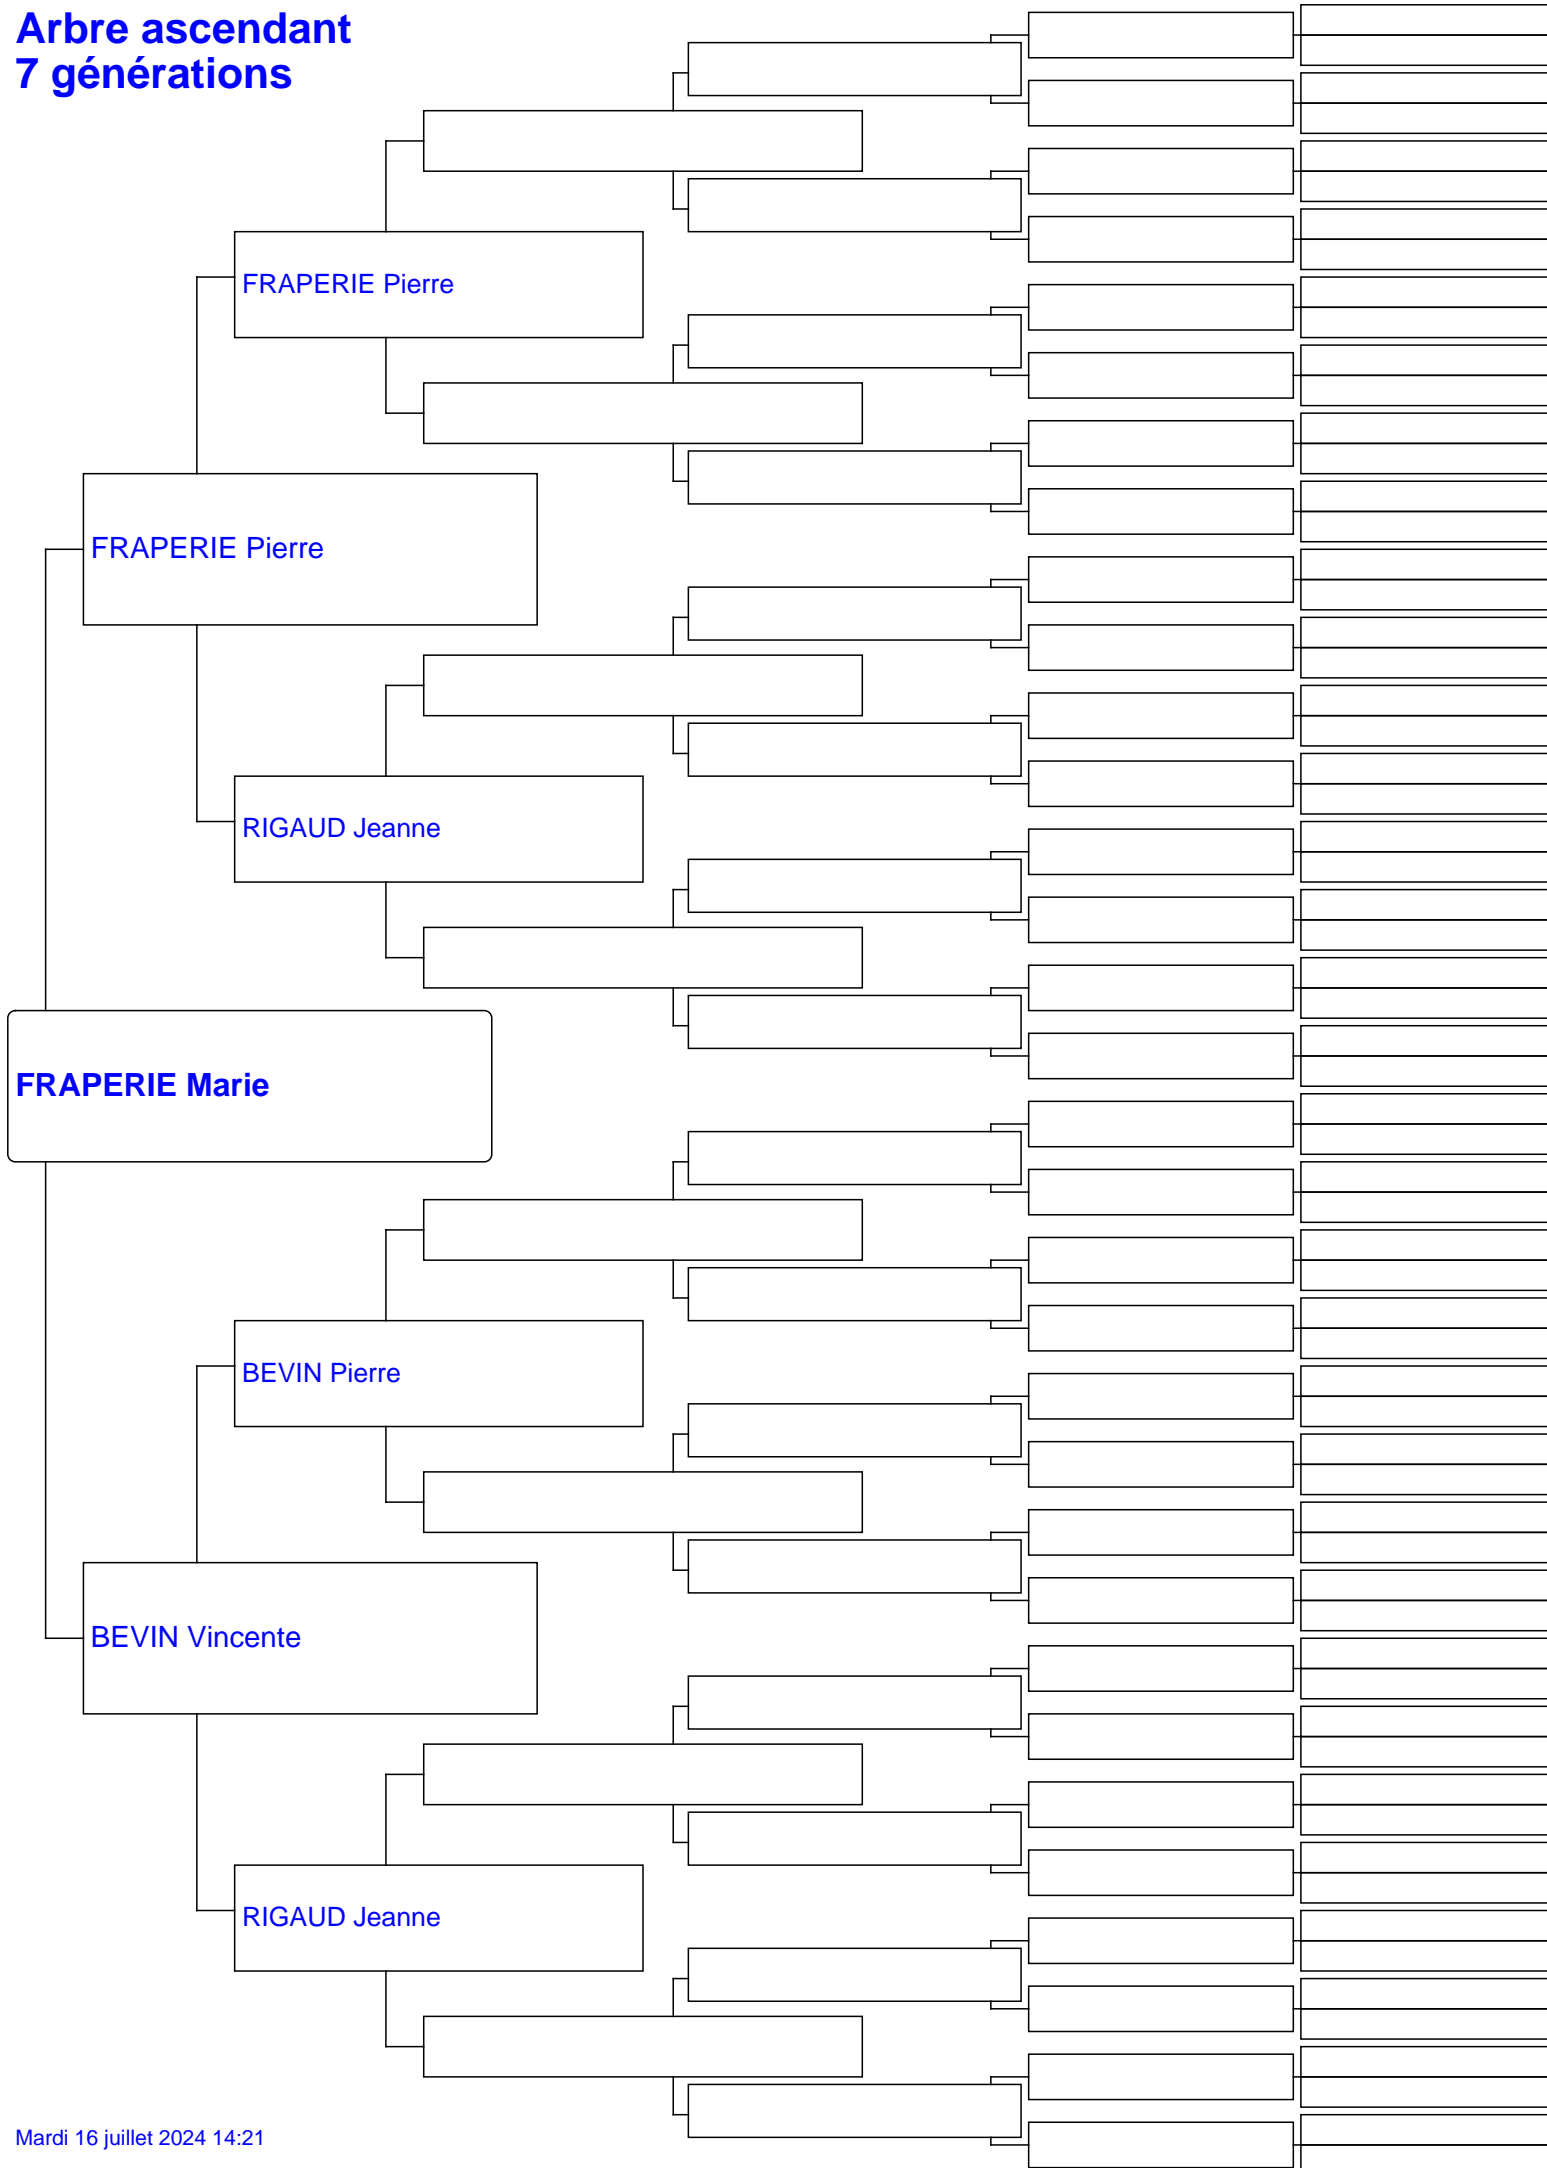 Arbre ascendant
7 générations
FRAPERIE Pierre
FRAPERIE Pierre
RIGAUD Jeanne
FRAPERIE Marie
BEVIN Pierre
BEVIN Vincente
RIGAUD Jeanne
Mardi 16 juillet 2024 14:21